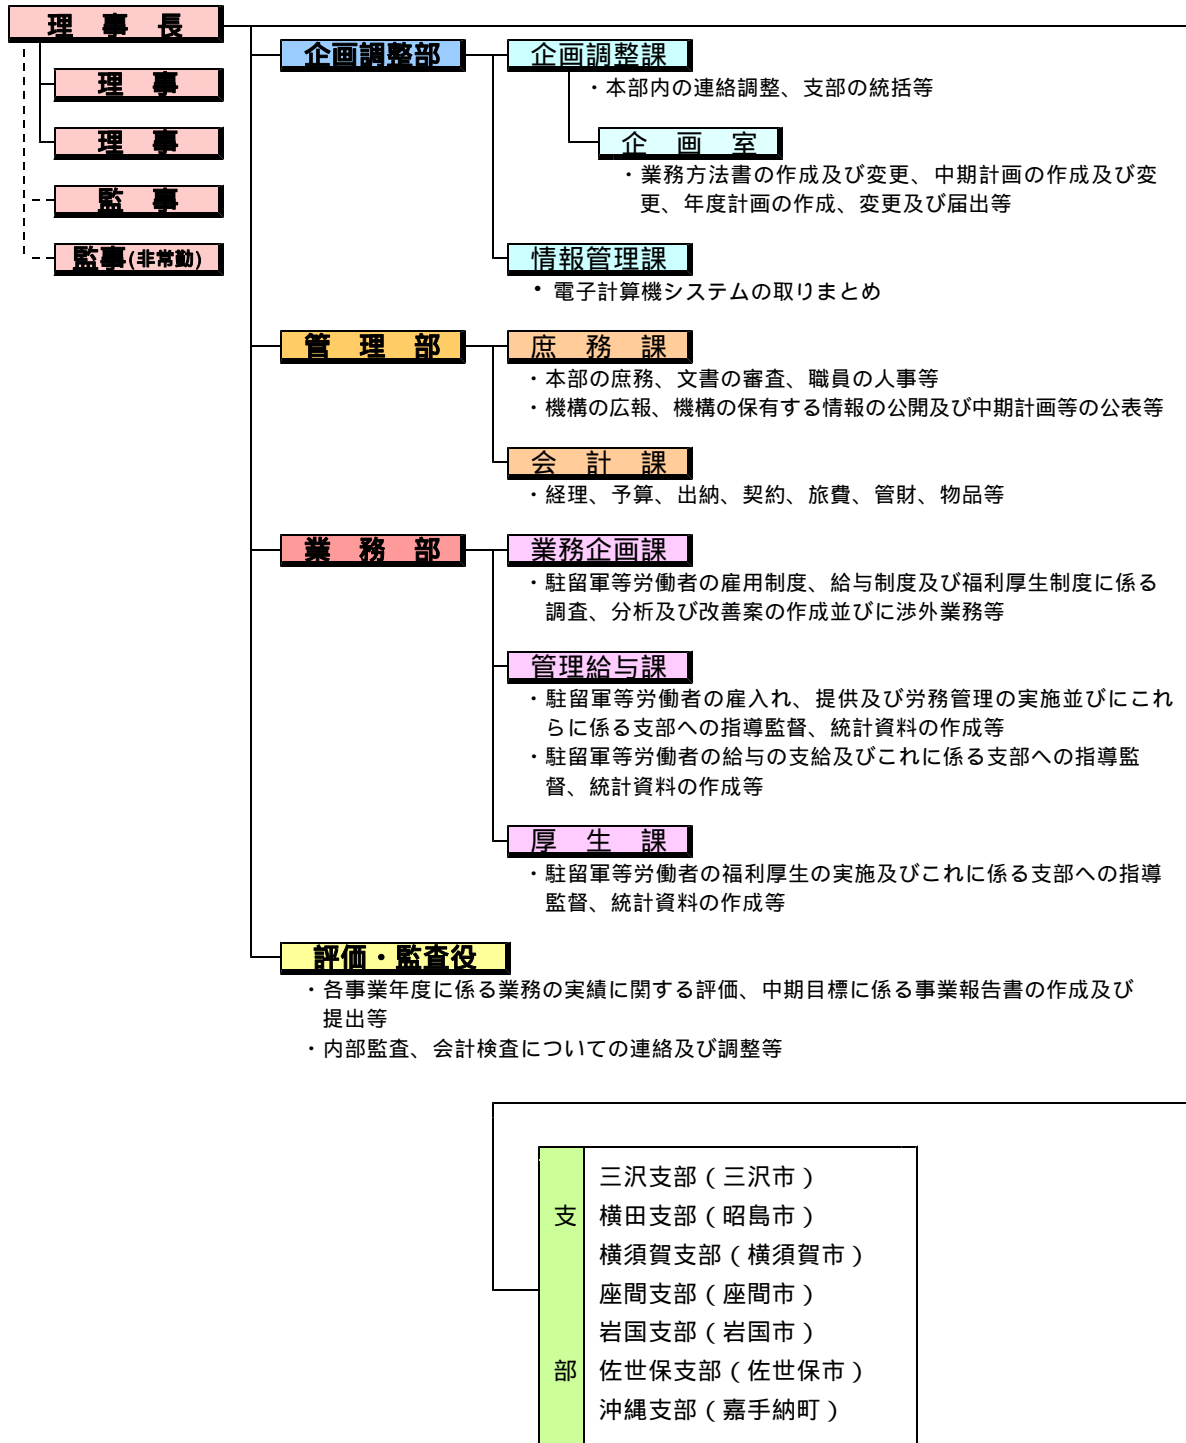 理 事 長
理 事
理 事
監 事
監事(非常勤)
企画調整部
企画調整課
・本部内の連絡調整、支部の統括等
企 画 室
・業務方法書の作成及び変更、中期計画の作成及び変
更、年度計画の作成、変更及び届出等
情報管理課
・電子計算機システムの取りまとめ
管 理 部
庶 務 課
・本部の庶務、文書の審査、職員の人事等
・機構の広報、機構の保有する情報の公開及び中期計画等の公表等
会 計 課
・経理、予算、出納、契約、旅費、管財、物品等
業 務 部
業務企画課
・駐留軍等労働者の雇用制度、給与制度及び福利厚生制度に係る
調査、分析及び改善案の作成並びに渉外業務等
管理給与課
・駐留軍等労働者の雇入れ、提供及び労務管理の実施並びにこれ
らに係る支部への指導監督、統計資料の作成等
・駐留軍等労働者の給与の支給及びこれに係る支部への指導監
督、統計資料の作成等
厚 生 課
・駐留軍等労働者の福利厚生の実施及びこれに係る支部への指導
監督、統計資料の作成等
評価・監査役
・各事業年度に係る業務の実績に関する評価、中期目標に係る事業報告書の作成及び
提出等
・内部監査、会計検査についての連絡及び調整等
支部
三沢支部(三沢市)
横田支部(昭島市)
横須賀支部(横須賀市)
座間支部(座間市)
岩国支部(岩国市)
佐世保支部(佐世保市)
沖縄支部(嘉手納町)